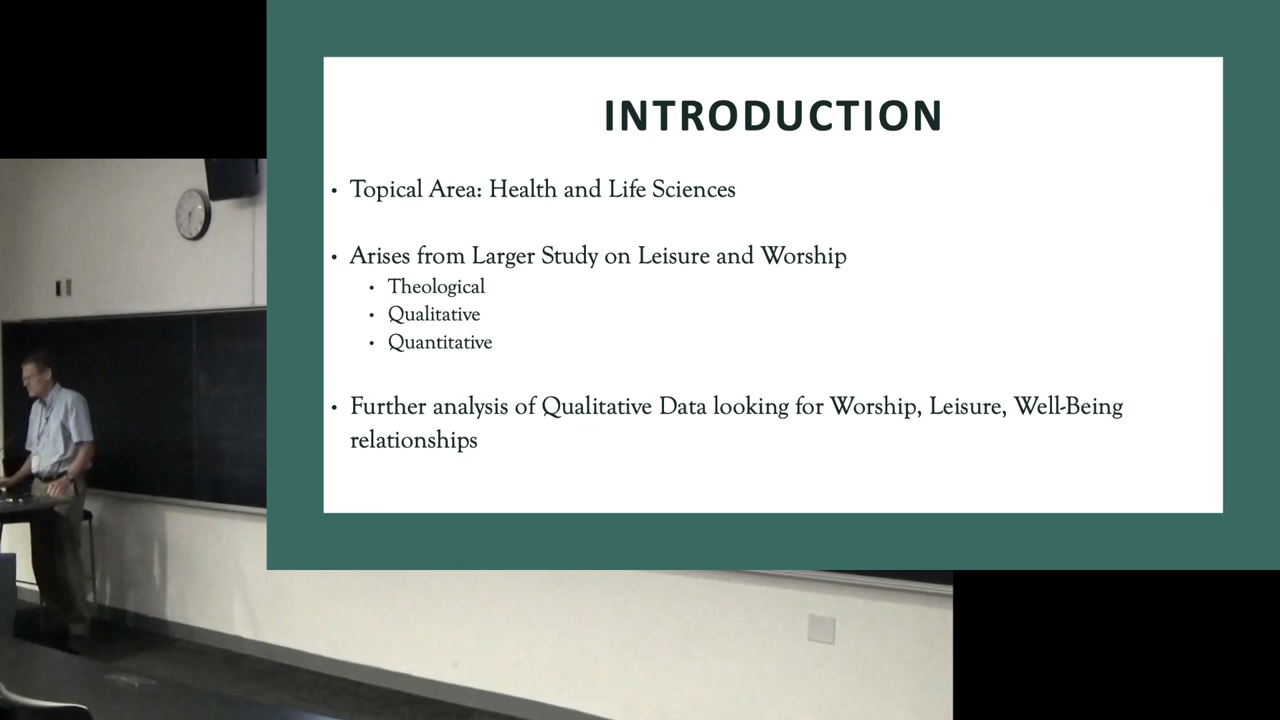 INTRODUCTION
• Topical Area: Health and Life Sciences
• Arises from Larger Study on Leisure and Worship
• Theological
• Qualitative
• Quantitative
• Further analysis of Qualitative Data looking for Worship, Leisure, Well-Being
relationships